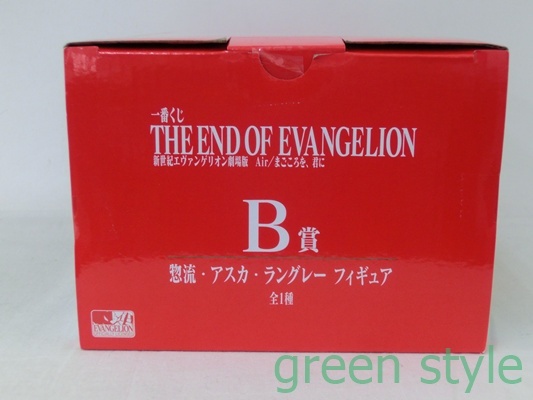 一番くじ
THE END OF EVANGELION
新世紀エヴァンゲリオン劇場版 Air/まごころを、君に
B賞
惣流・アスカ・ラングレー フィギュア
全1種
EVANGELION
green style